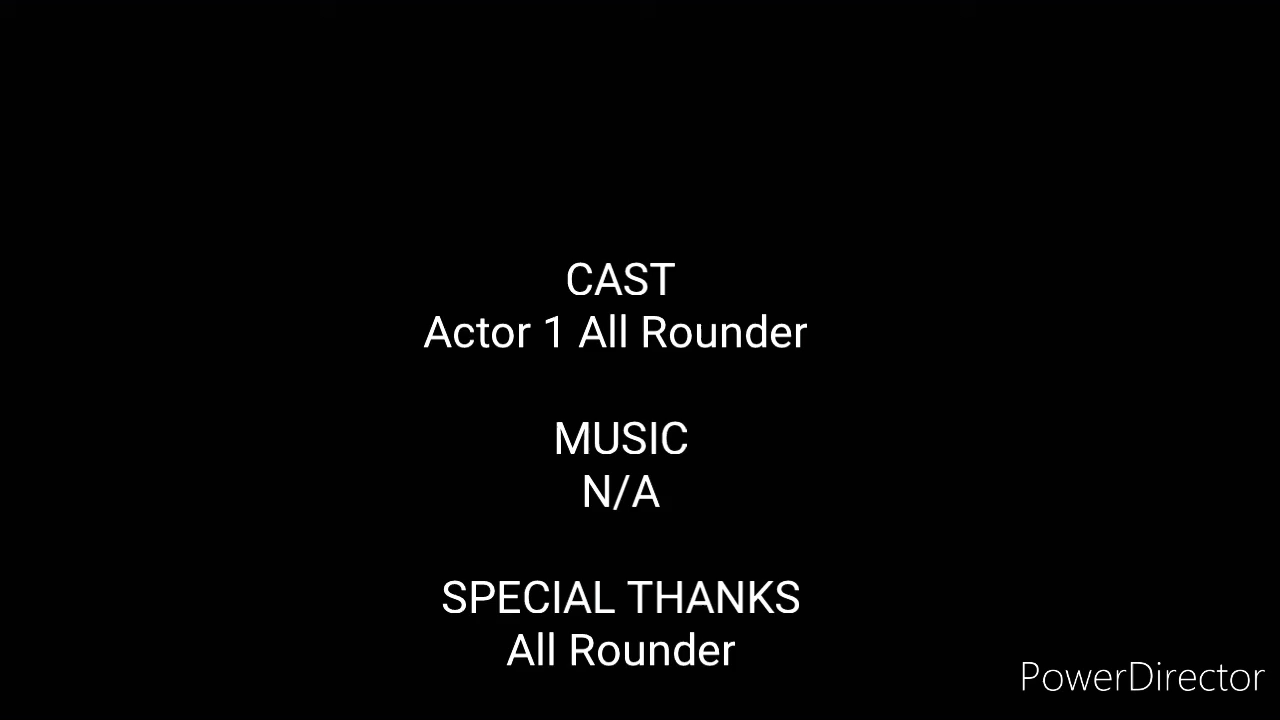 CAST
Actor 1 All Rounder
MUSIC
N/A
SPECIAL THANKS
All Rounder
PowerDirector